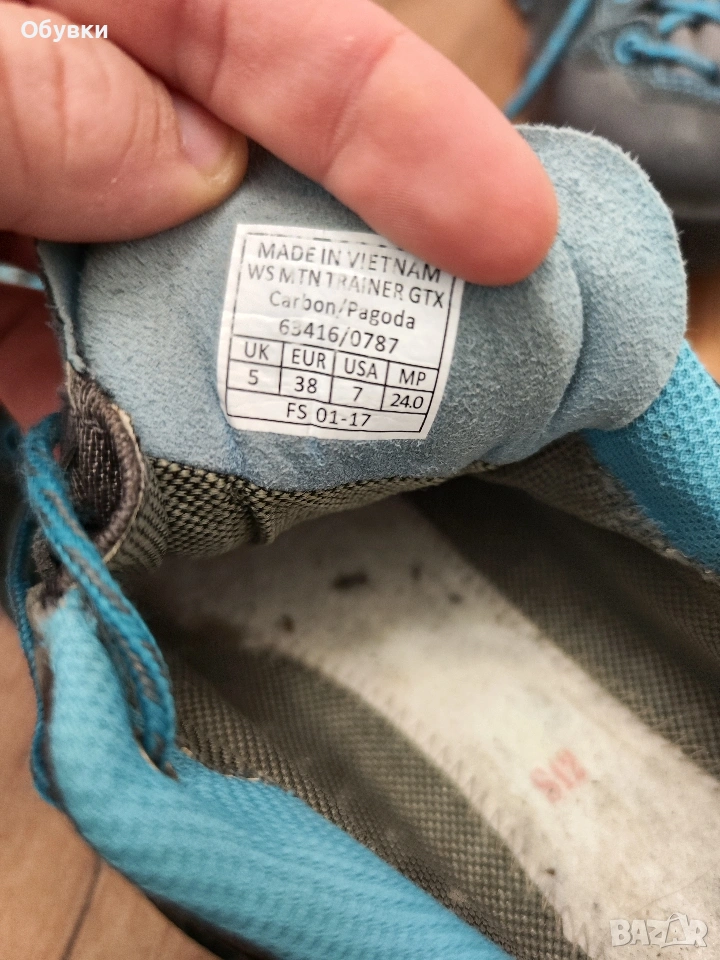 Обувки
MADE IN VIETNAM
WS MTN TRAINER GTX
Carbon/Pagoda
63416/0787
UK EUR USA MP
5 38 7 24.0
FS 01-17
BAZAR